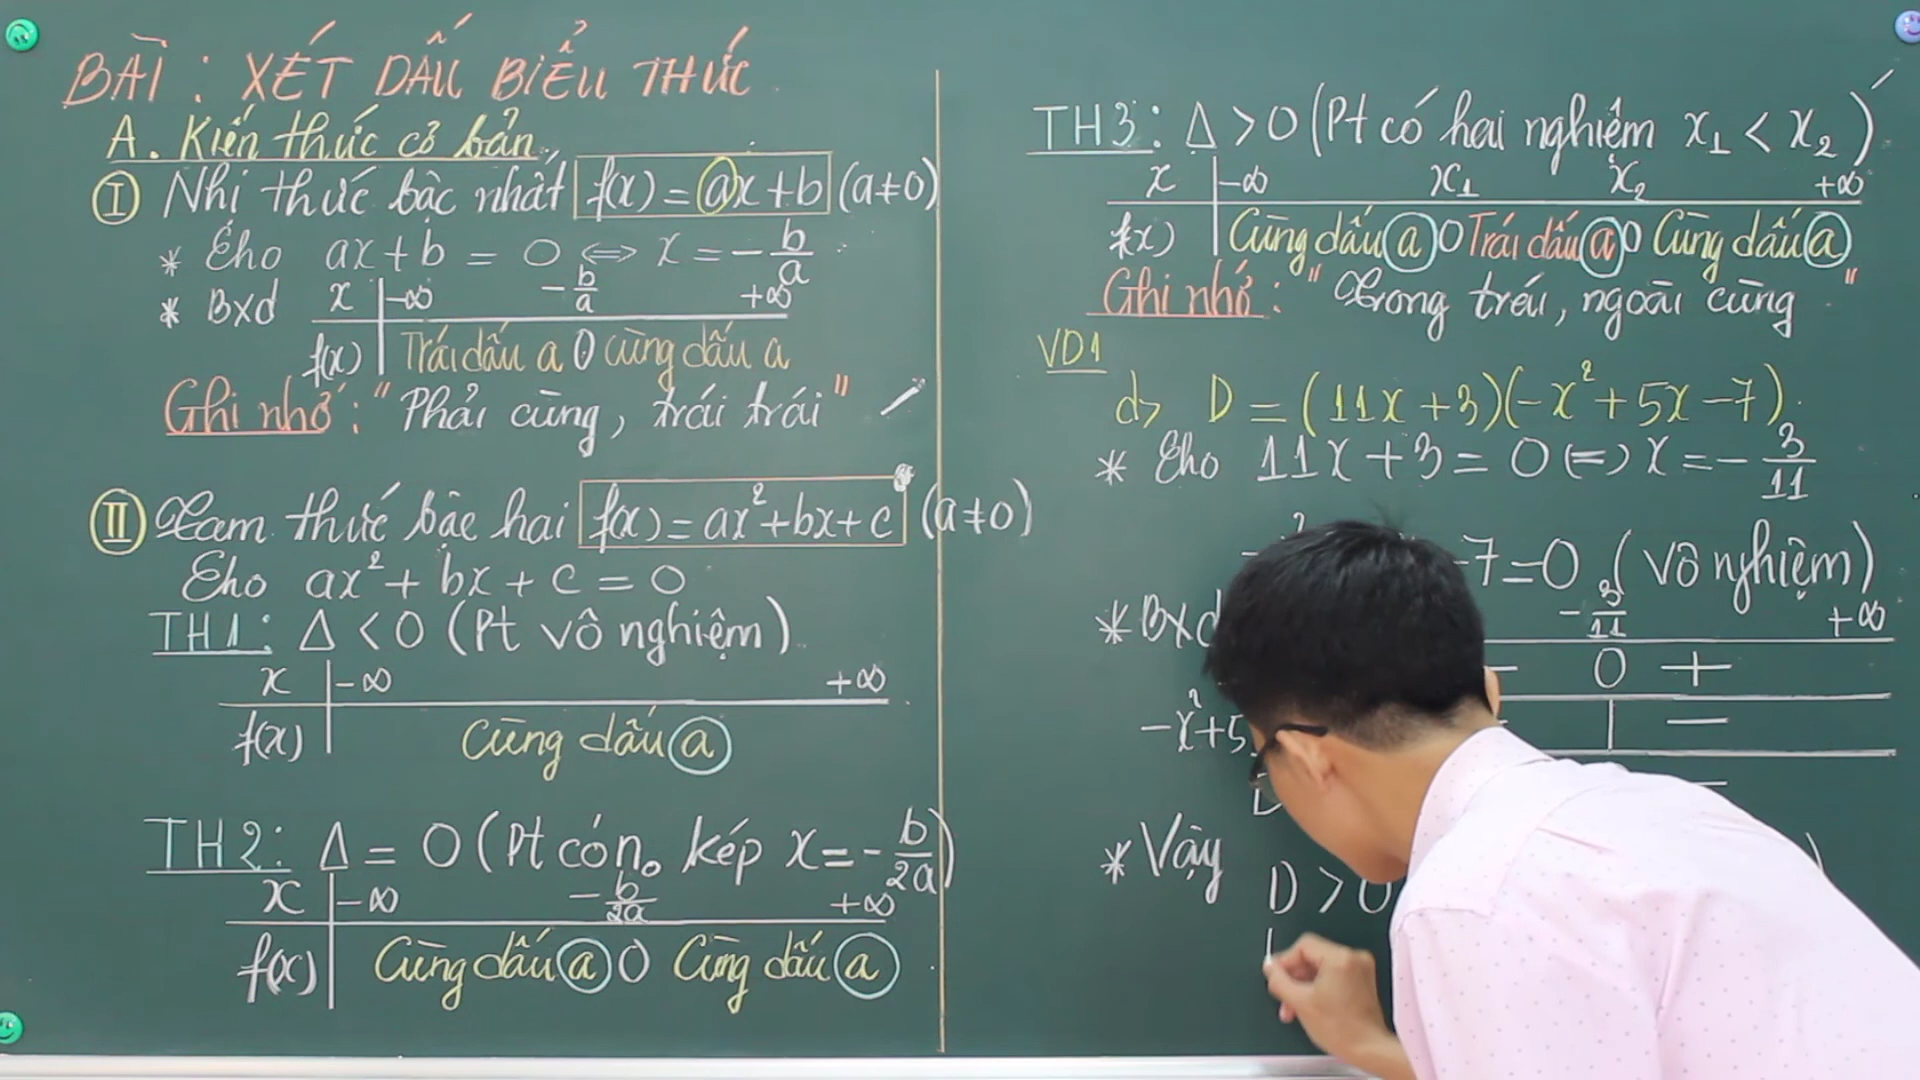 BÀI : XÉT DẤU BIỂU THỨC
A. Kiến thức cơ bản
I Nhị thức bậc nhất f(x) = ax+b (a≠0)
* Cho ax+b = 0 ⇔ x = -b/a
* Bxd x -∞ -b/a +∞
f(x) Trái dấu a 0 cùng dấu a
Ghi nhớ : "Phải cùng, trái trái"
II Tam thức bậc hai f(x) = ax²+bx+c (a≠0)
Cho ax²+ bx + c = 0
TH1: Δ < 0 (Pt vô nghiệm)
x -∞ +∞
f(x) Cùng dấu a
TH2: Δ = 0 (Pt có n₀ kép x = -b/2a)
x -∞ -b/2a +∞
f(x) Cùng dấu a 0 Cùng dấu a
TH3: Δ > 0 (Pt có hai nghiệm x₁ < x₂)
x -∞ x₁ x₂ +∞
f(x) Cùng dấu a 0 Trái dấu a 0 Cùng dấu a
Ghi nhớ : "Trong trái, ngoài cùng"
VD1
d> D = (11x+3)(-x²+5x-7)
* Cho 11x+3 = 0 ⇔ x = -3/11
-7=0 (vô nghiệm)
* Bxd -3/11 +∞
- 0 +
-x²+5 - | -
D -
* Vậy
D > 0